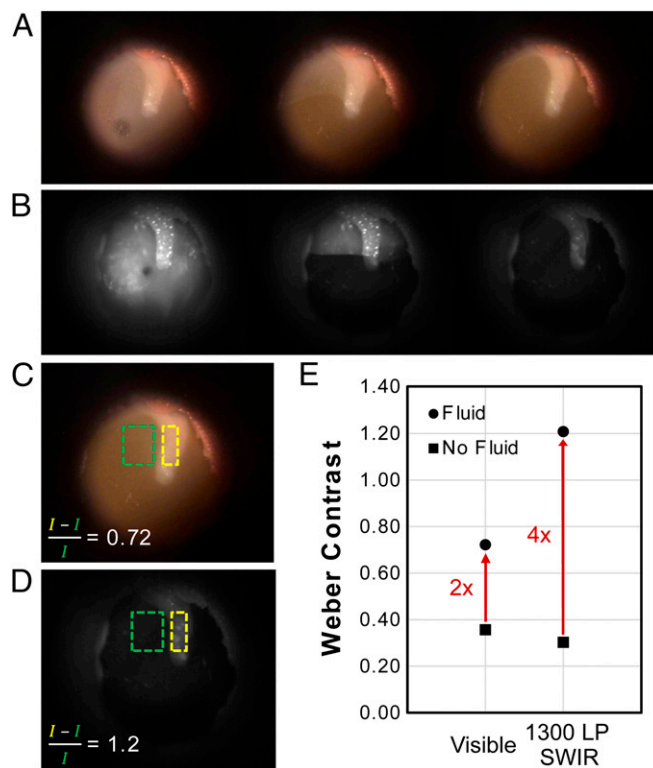 A
B
C
I − I
I
= 0.72
D
I − I
I
= 1.2
E
Weber Contrast
1.40
1.20
1.00
0.80
0.60
0.40
0.20
0.00
Fluid
No Fluid
2x
4x
Visible
1300 LP
SWIR